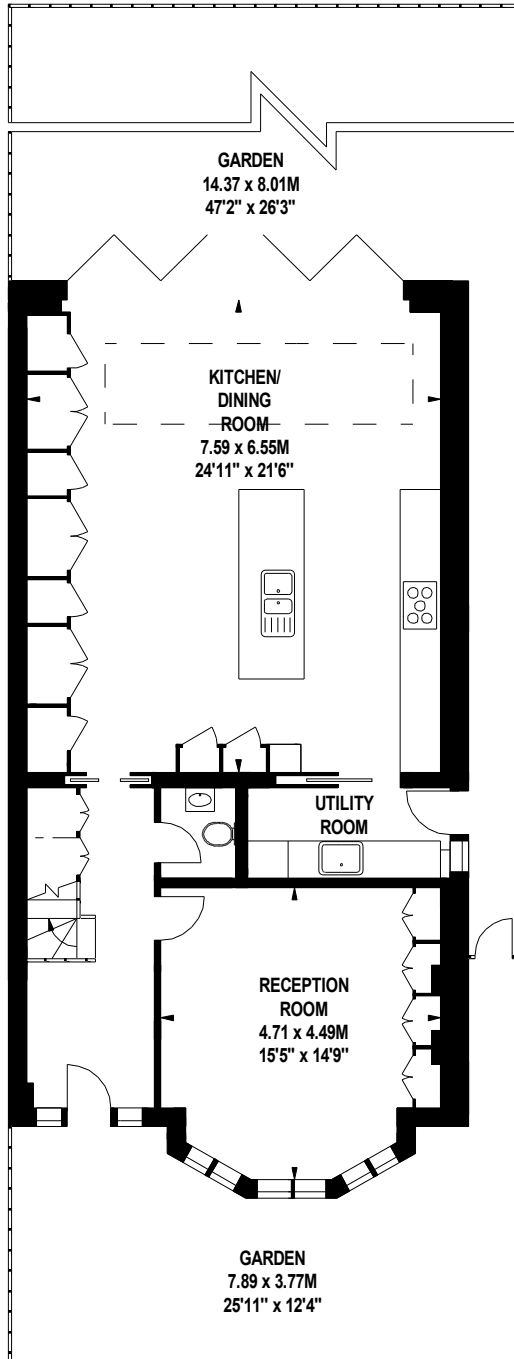 GARDEN
14.37 x 8.01M
47'2" x 26'3"
KITCHEN/
DINING
ROOM
7.59 x 6.55M
24'11" x 21'6"
UTILITY
ROOM
RECEPTION
ROOM
4.71 x 4.49M
15'5" x 14'9"
GARDEN
7.89 x 3.77M
25'11" x 12'4"